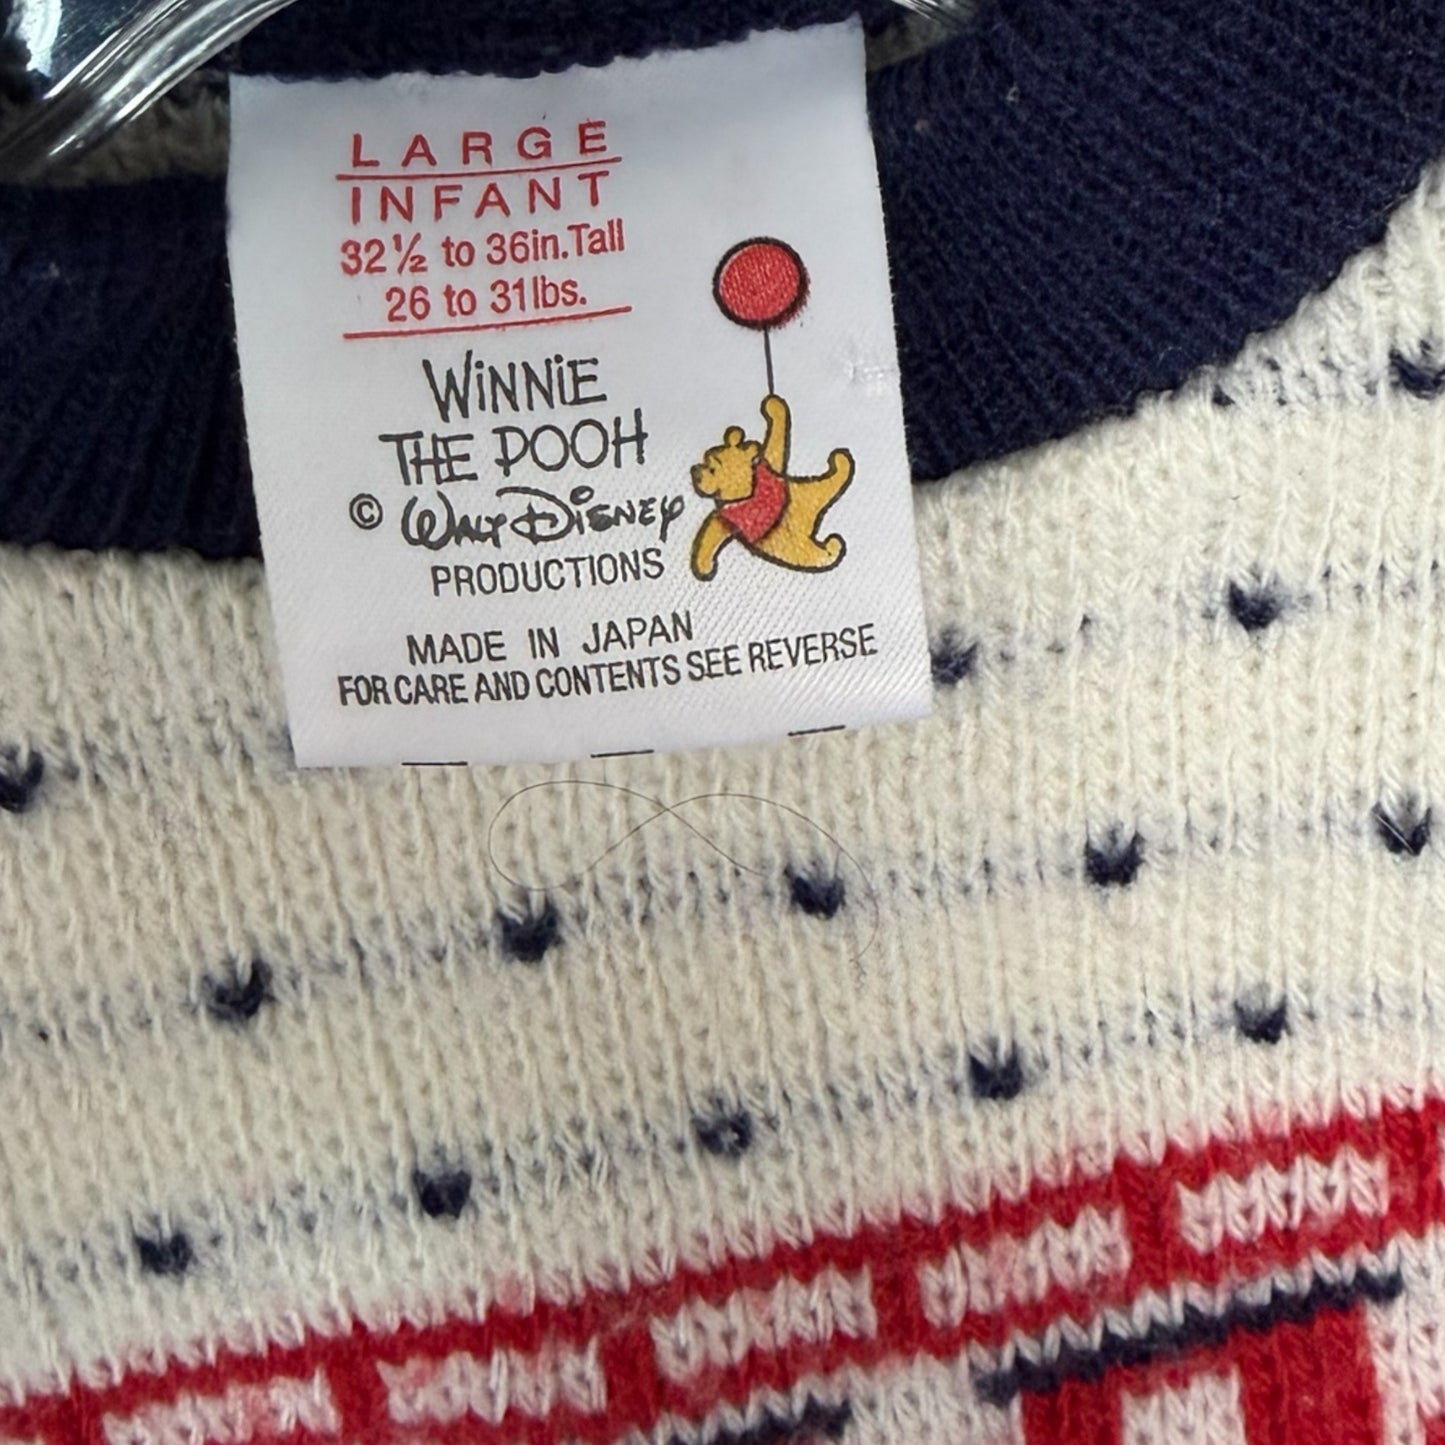 LARGE
INFANT
32½ to 36in.Tall
26 to 31lbs.
WiNNiE
THE POOH
© WALT DiSNEY
PRODUCTIONS
MADE IN JAPAN
FOR CARE AND CONTENTS SEE REVERSE